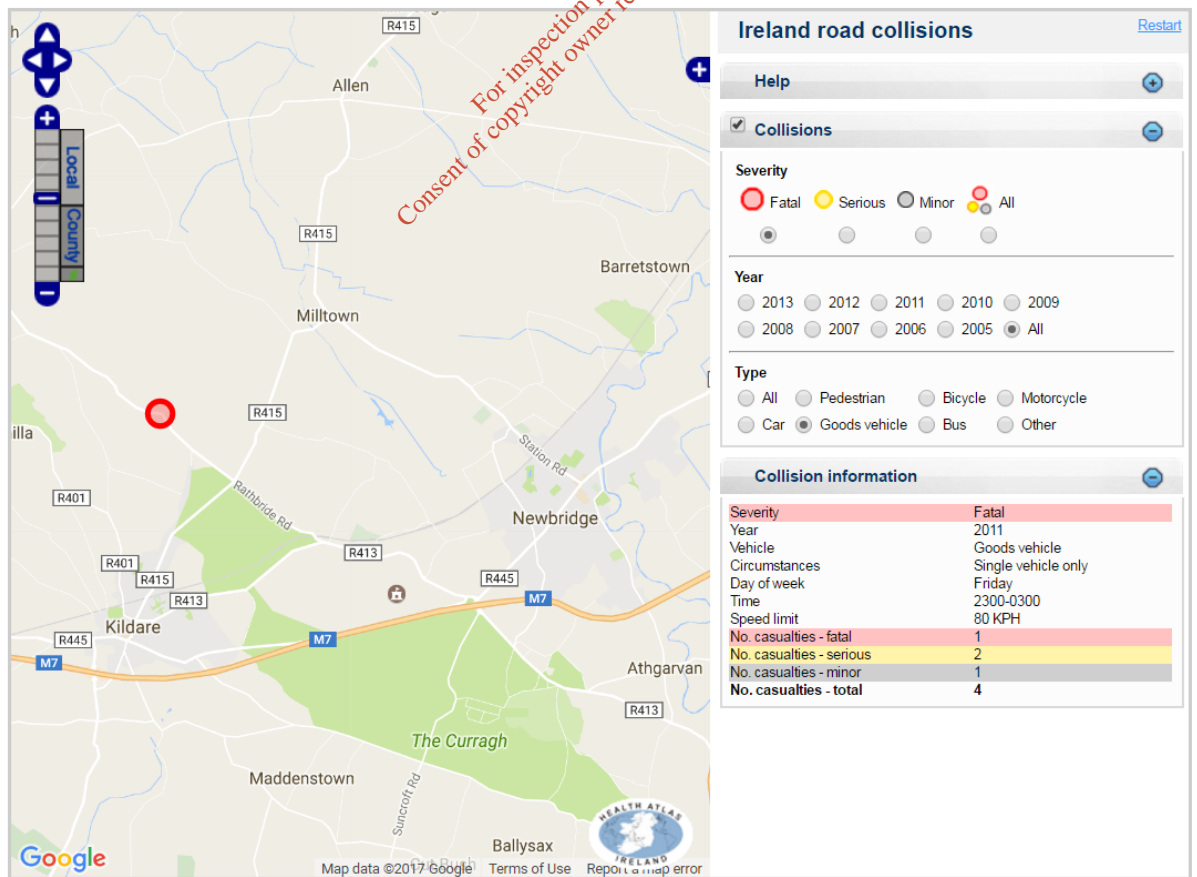 R415
For inspection
Consent of copyright owner
Allen
R415
Barretstown
Milltown
R415
illa
Station Rd
Rathbride Rd
R401
Newbridge
R413
R401
R415
R445
R413
M7
Kildare
R445
M7
M7
Athgarvan
R413
The Curragh
Maddenstown
Suncroft Rd
Ballysax
Local
County
HEALTH ATLAS
IRELAND
Google
Map data ©2017 Google Terms of Use Report a map error
Ireland road collisions
Restart
Help
Collisions
Severity
Fatal Serious Minor All
Year
2013 2012 2011 2010 2009
2008 2007 2006 2005 All
Type
All Pedestrian Bicycle Motorcycle
Car Goods vehicle Bus Other
Collision information
Severity Fatal
Year 2011
Vehicle Goods vehicle
Circumstances Single vehicle only
Day of week Friday
Time 2300-0300
Speed limit 80 KPH
No. casualties - fatal 1
No. casualties - serious 2
No. casualties - minor 1
No. casualties - total 4